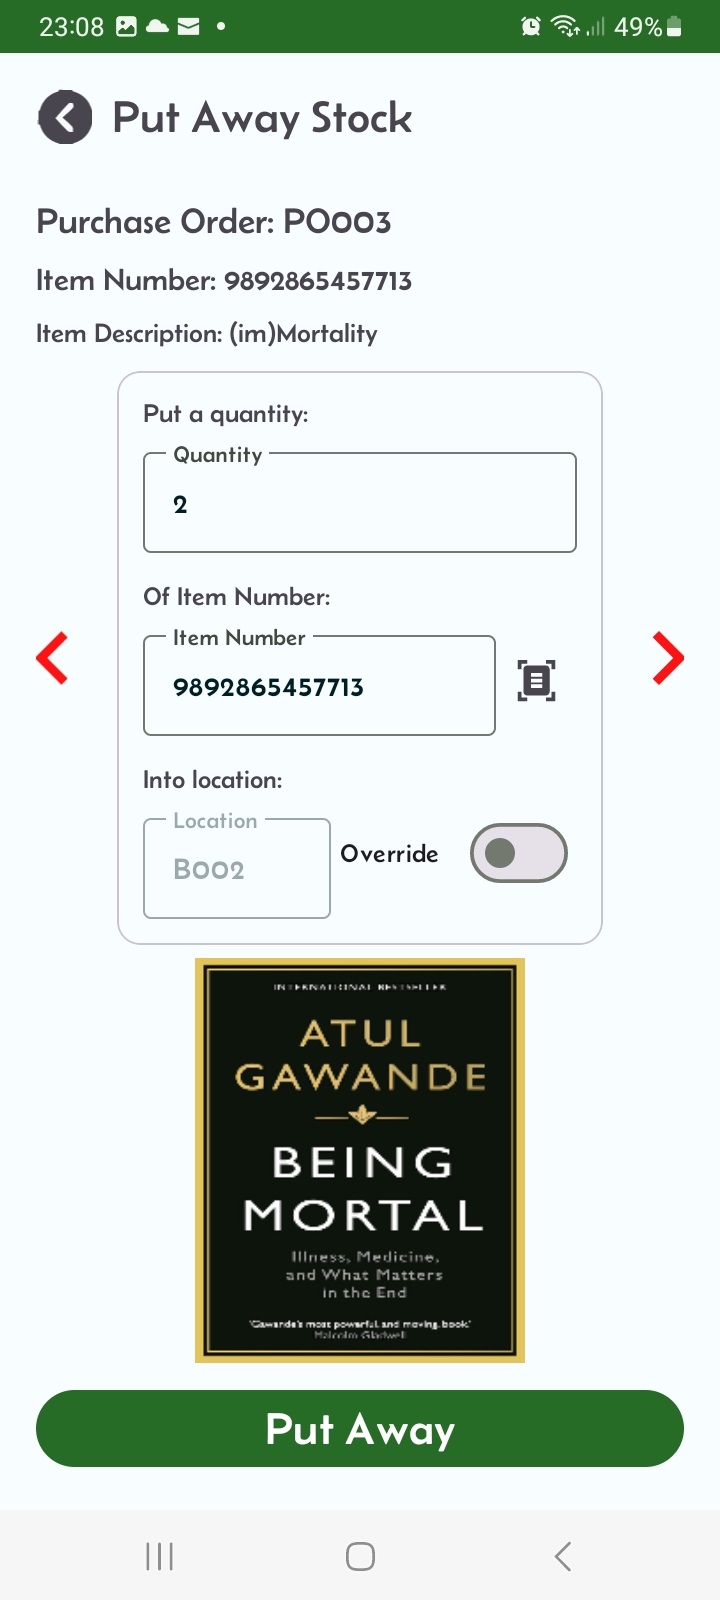 23:08
49%
Put Away Stock
Purchase Order: PO003
Item Number: 9892865457713
Item Description: (im)Mortality
Put a quantity:
Quantity
2
Of Item Number:
Item Number
9892865457713
Into location:
Location
B002
Override
INTERNATIONAL BESTSELLER
ATUL
GAWANDE
BEING
MORTAL
Illness, Medicine,
and What Matters
in the End
'Gawande's most powerful and moving book.'
Malcolm Gladwell
Put Away